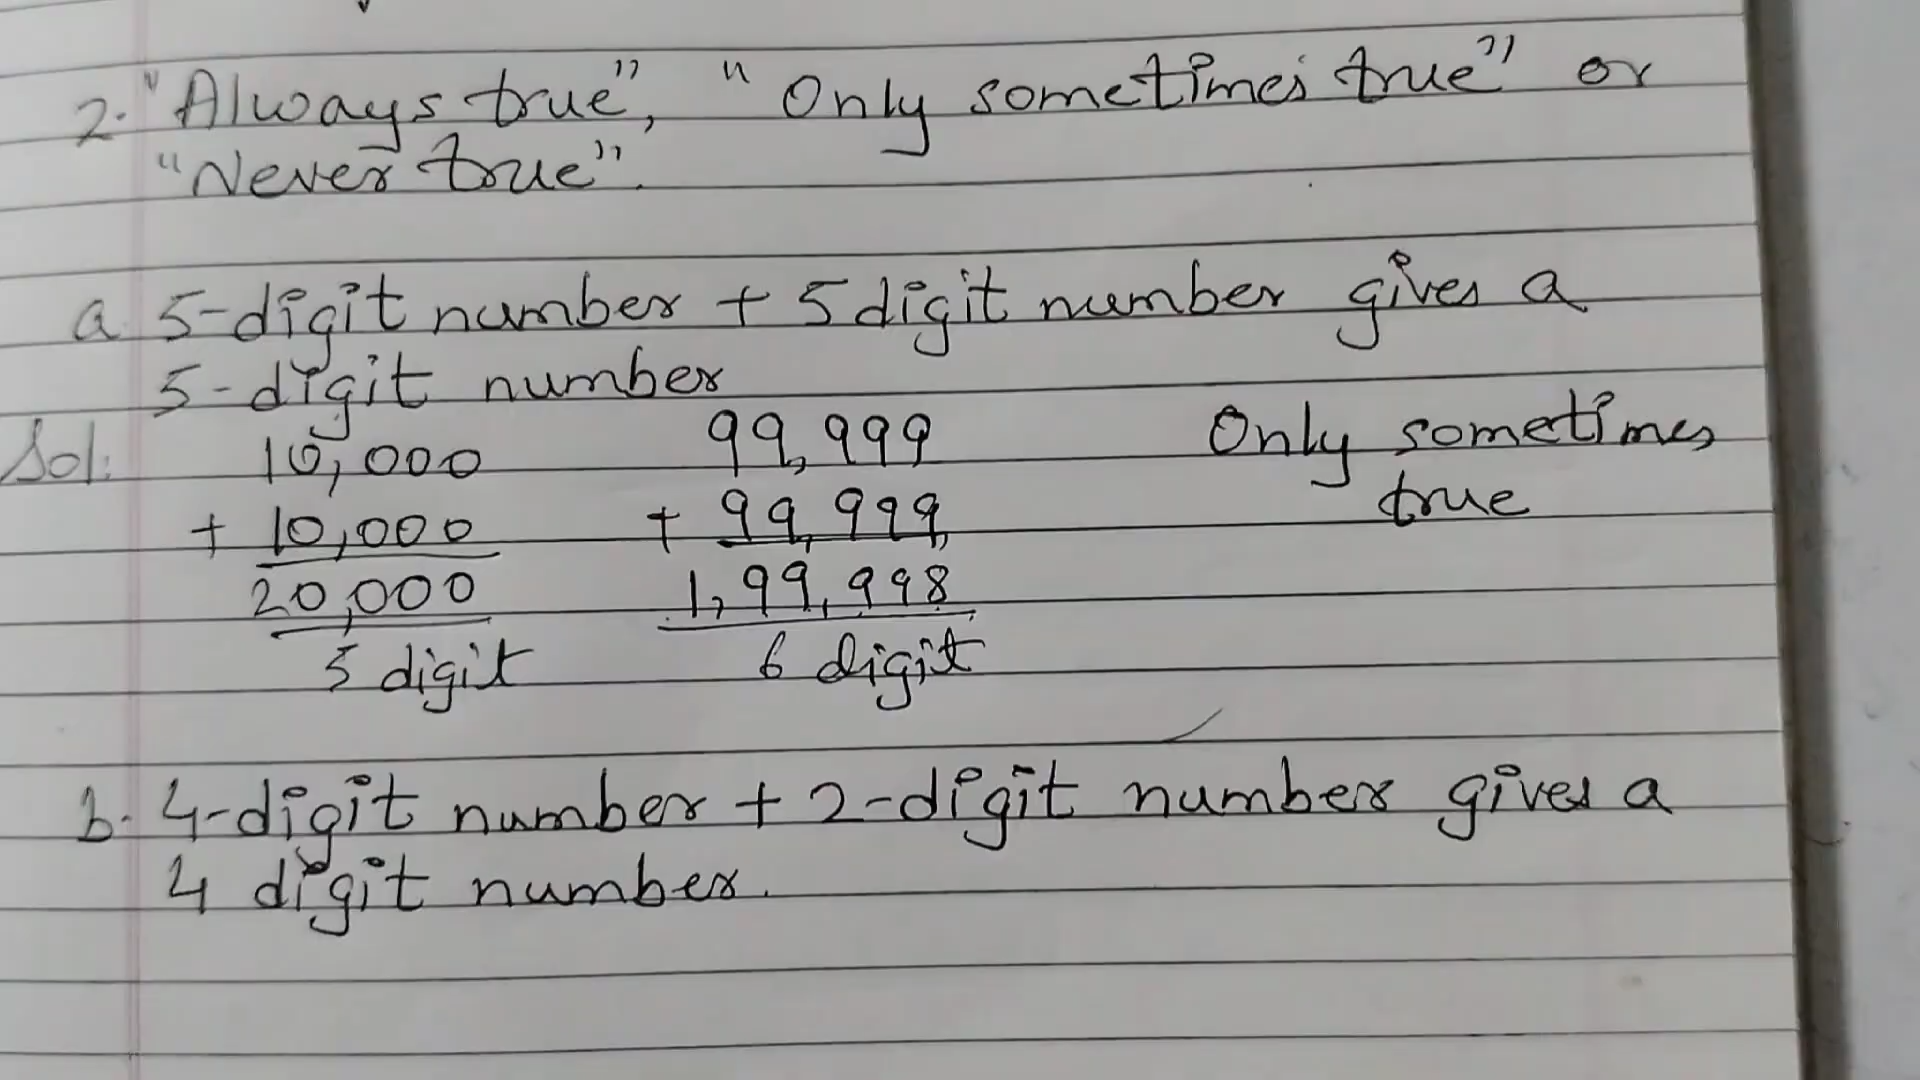 2. "Always true", "Only sometimes true" or
"Never true".
a. 5-digit number + 5 digit number gives a
5-digit number
Sol: 10,000 99,999 Only sometimes
+ 10,000 + 99,999 true
20,000 1,99,998
5 digit 6 digit
b. 4-digit number + 2-digit number gives a
4 digit number.